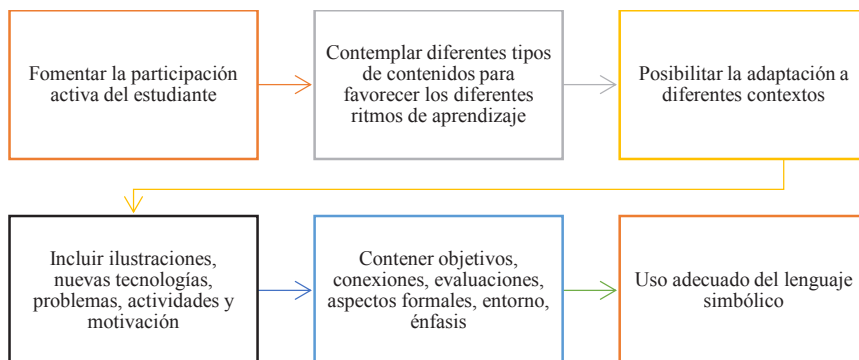 Fomentar la participación
activa del estudiante
Contemplar diferentes tipos
de contenidos para
favorecer los diferentes
ritmos de aprendizaje
Posibilitar la adaptación a
diferentes contextos
Incluir ilustraciones,
nuevas tecnologías,
problemas, actividades y
motivación
Contener objetivos,
conexiones, evaluaciones,
aspectos formales, entorno,
énfasis
Uso adecuado del lenguaje
simbólico